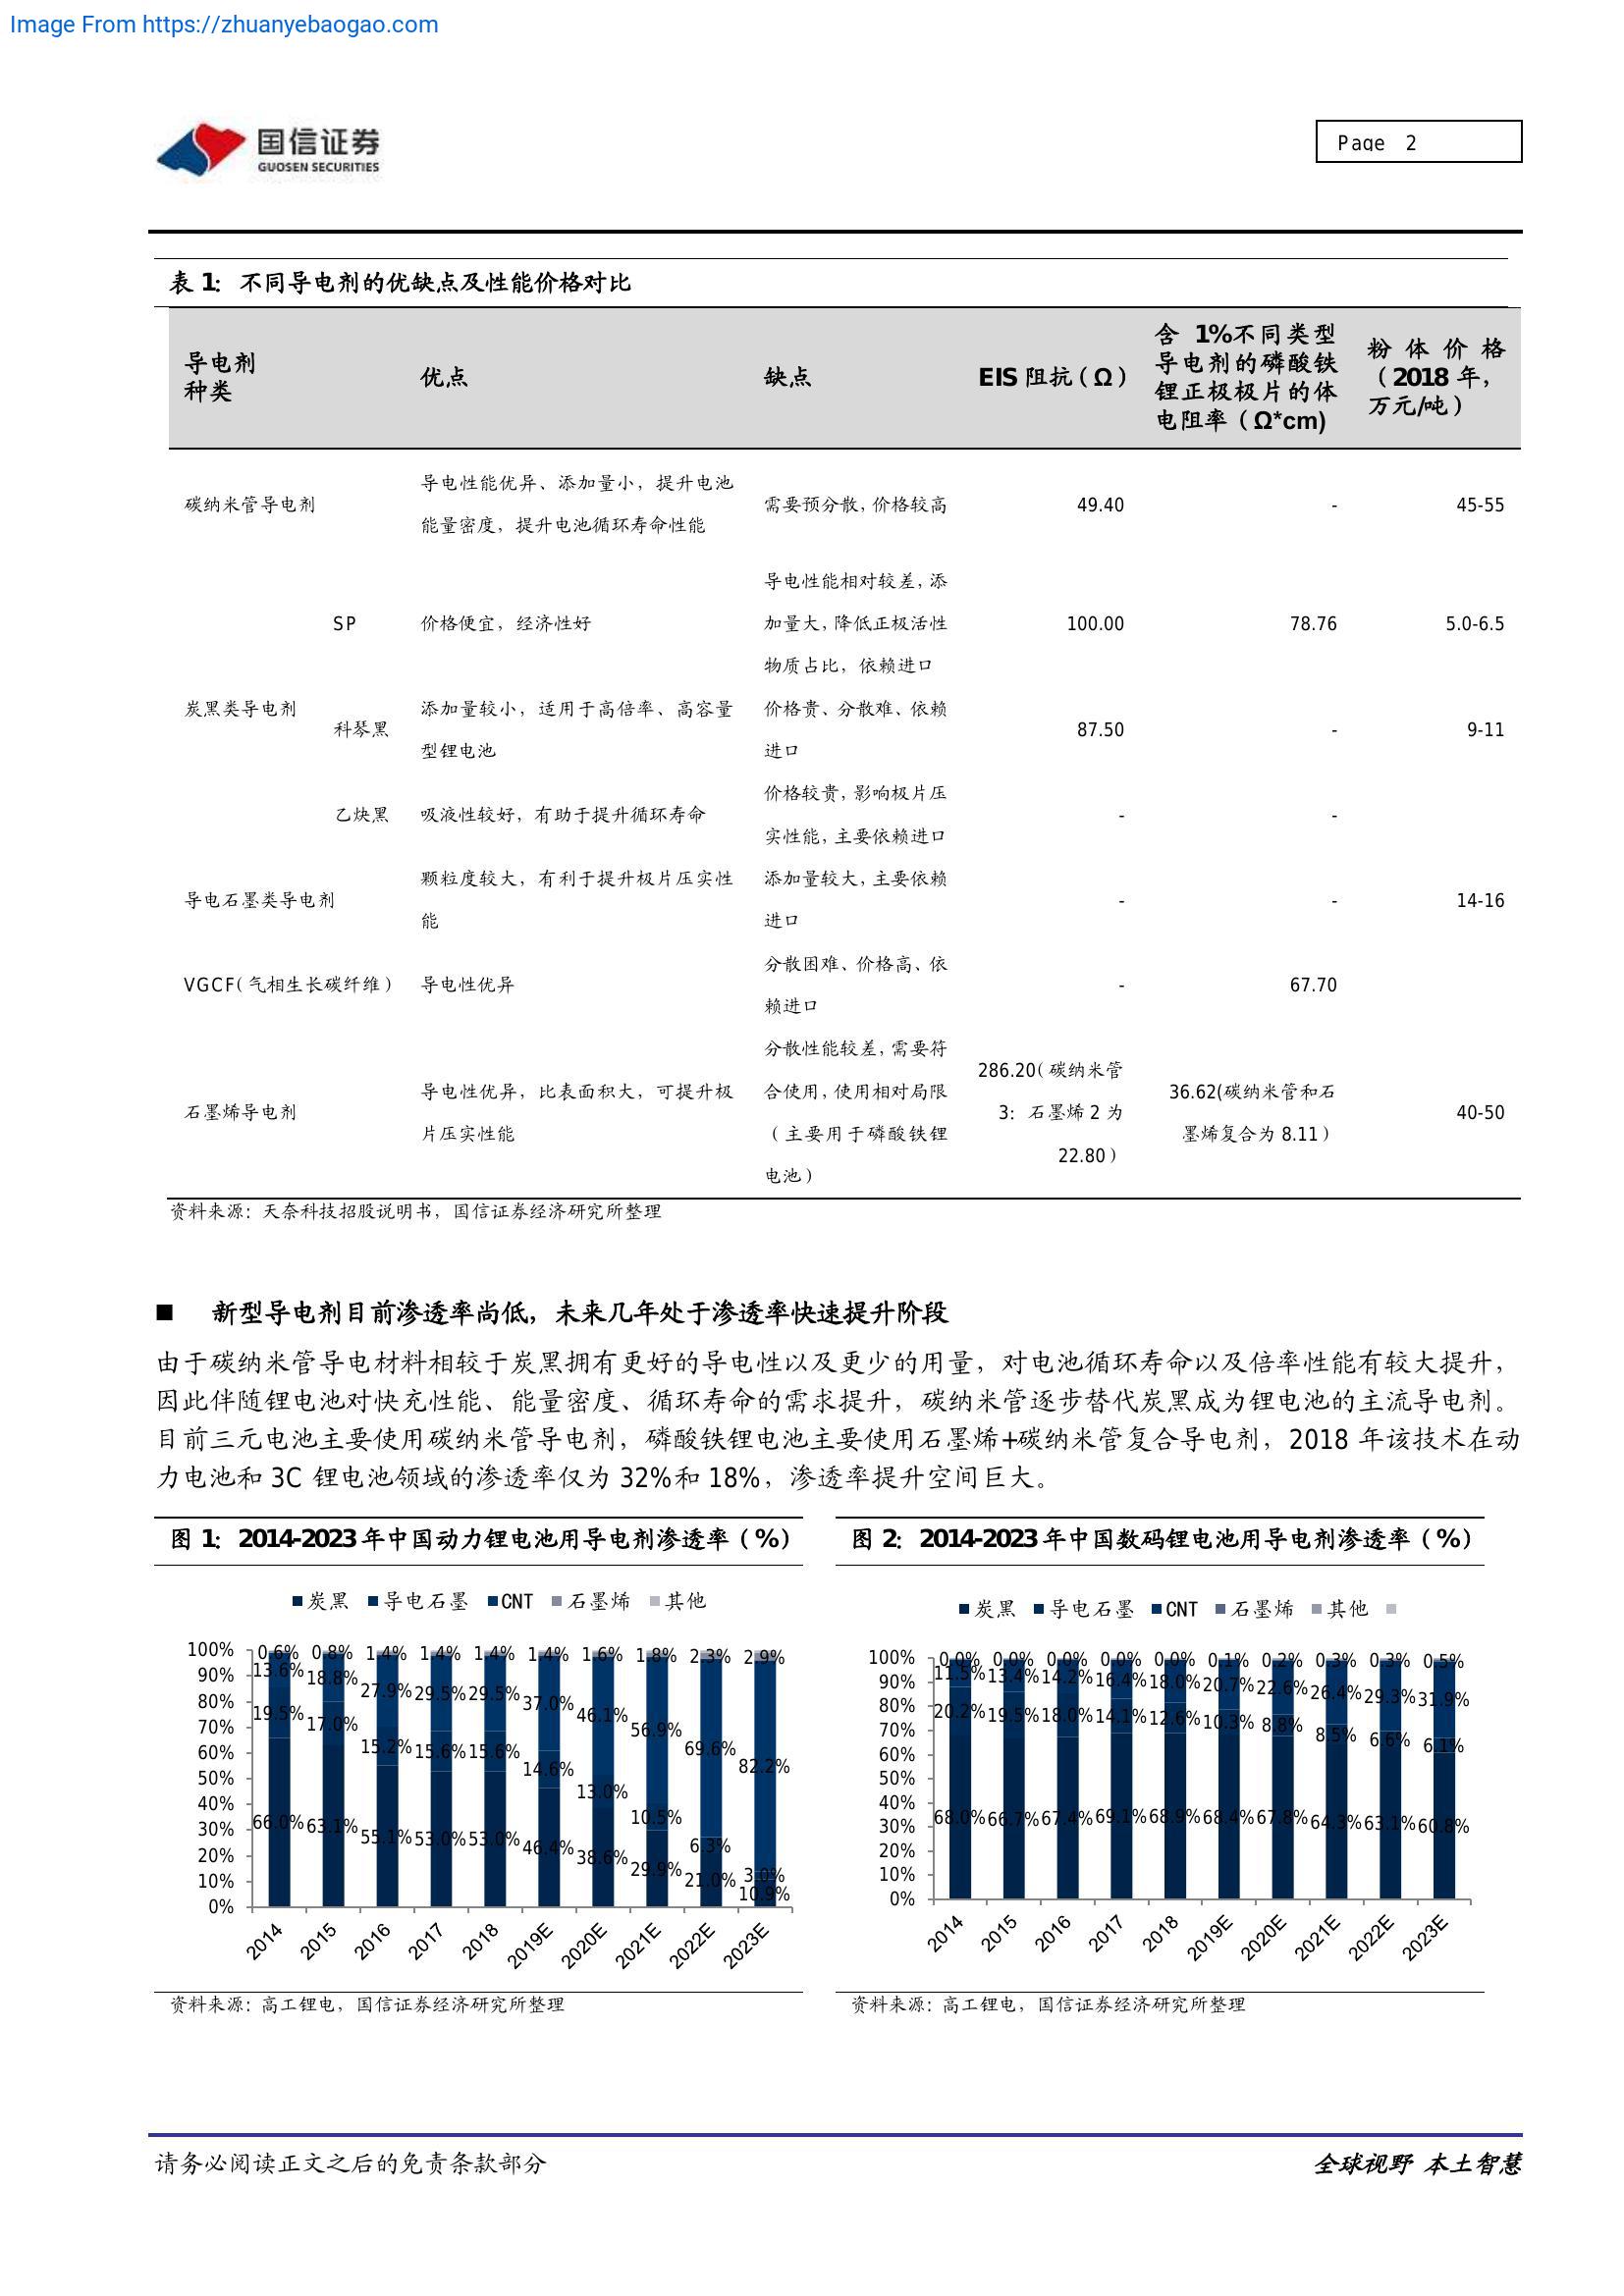 Image From https://zhuanyebaogao.com
国信证券
GUOSEN SECURITIES
Page 2
表 1：不同导电剂的优缺点及性能价格对比
导电剂
种类
优点
缺点
EIS 阻抗（Ω）
含 1%不同类型
导电剂的磷酸铁
锂正极极片的体
电阻率（Ω*cm)
粉体价格
（2018 年，
万元/吨）
碳纳米管导电剂
导电性能优异、添加量小，提升电池
能量密度，提升电池循环寿命性能
需要预分散，价格较高
49.40
-
45-55
炭黑类导电剂
SP
价格便宜，经济性好
导电性能相对较差，添
加量大，降低正极活性
物质占比，依赖进口
100.00
78.76
5.0-6.5
科琴黑
添加量较小，适用于高倍率、高容量
型锂电池
价格贵、分散难、依赖
进口
87.50
-
9-11
乙炔黑
吸液性较好，有助于提升循环寿命
价格较贵，影响极片压
实性能，主要依赖进口
-
-
导电石墨类导电剂
颗粒度较大，有利于提升极片压实性
能
添加量较大，主要依赖
进口
-
-
14-16
VGCF（气相生长碳纤维）
导电性优异
分散困难、价格高、依
赖进口
-
67.70
石墨烯导电剂
导电性优异，比表面积大，可提升极
片压实性能
分散性能较差，需要符
合使用，使用相对局限
（主要用于磷酸铁锂
电池）
286.20（碳纳米管
3：石墨烯 2 为
22.80）
36.62(碳纳米管和石
墨烯复合为 8.11）
40-50
资料来源：天奈科技招股说明书，国信证券经济研究所整理
■ 新型导电剂目前渗透率尚低，未来几年处于渗透率快速提升阶段
由于碳纳米管导电材料相较于炭黑拥有更好的导电性以及更少的用量，对电池循环寿命以及倍率性能有较大提升，
因此伴随锂电池对快充性能、能量密度、循环寿命的需求提升，碳纳米管逐步替代炭黑成为锂电池的主流导电剂。
目前三元电池主要使用碳纳米管导电剂，磷酸铁锂电池主要使用石墨烯+碳纳米管复合导电剂，2018 年该技术在动
力电池和 3C 锂电池领域的渗透率仅为 32%和 18%，渗透率提升空间巨大。
图 1：2014-2023 年中国动力锂电池用导电剂渗透率（%）
炭黑 导电石墨 CNT 石墨烯 其他
100%
90%
80%
70%
60%
50%
40%
30%
20%
10%
0%
0.6% 0.8% 1.4% 1.4% 1.4% 1.4% 1.6% 1.8% 2.3% 2.9%
13.6% 18.8% 27.9% 29.5% 29.5% 37.0% 46.1% 56.9% 69.6% 82.2%
19.5% 17.0% 15.2% 15.6% 15.6% 14.6% 13.0% 10.5% 6.3% 3.0%
66.0% 63.1% 55.1% 53.0% 53.0% 46.4% 38.6% 29.9% 21.0% 10.9%
2014 2015 2016 2017 2018 2019E 2020E 2021E 2022E 2023E
资料来源：高工锂电，国信证券经济研究所整理
图 2：2014-2023 年中国数码锂电池用导电剂渗透率（%）
炭黑 导电石墨 CNT 石墨烯 其他
100%
90%
80%
70%
60%
50%
40%
30%
20%
10%
0%
0.0% 0.0% 0.0% 0.0% 0.0% 0.1% 0.2% 0.3% 0.3% 0.5%
11.5% 13.4% 14.2% 16.4% 18.0% 20.7% 22.6% 26.4% 29.3% 31.9%
20.2% 19.5% 18.0% 14.1% 12.6% 10.3% 8.8% 8.5% 6.6% 6.1%
68.0% 66.7% 67.4% 69.1% 68.9% 68.4% 67.8% 64.3% 63.1% 60.8%
2014 2015 2016 2017 2018 2019E 2020E 2021E 2022E 2023E
资料来源：高工锂电，国信证券经济研究所整理
请务必阅读正文之后的免责条款部分
全球视野 本土智慧